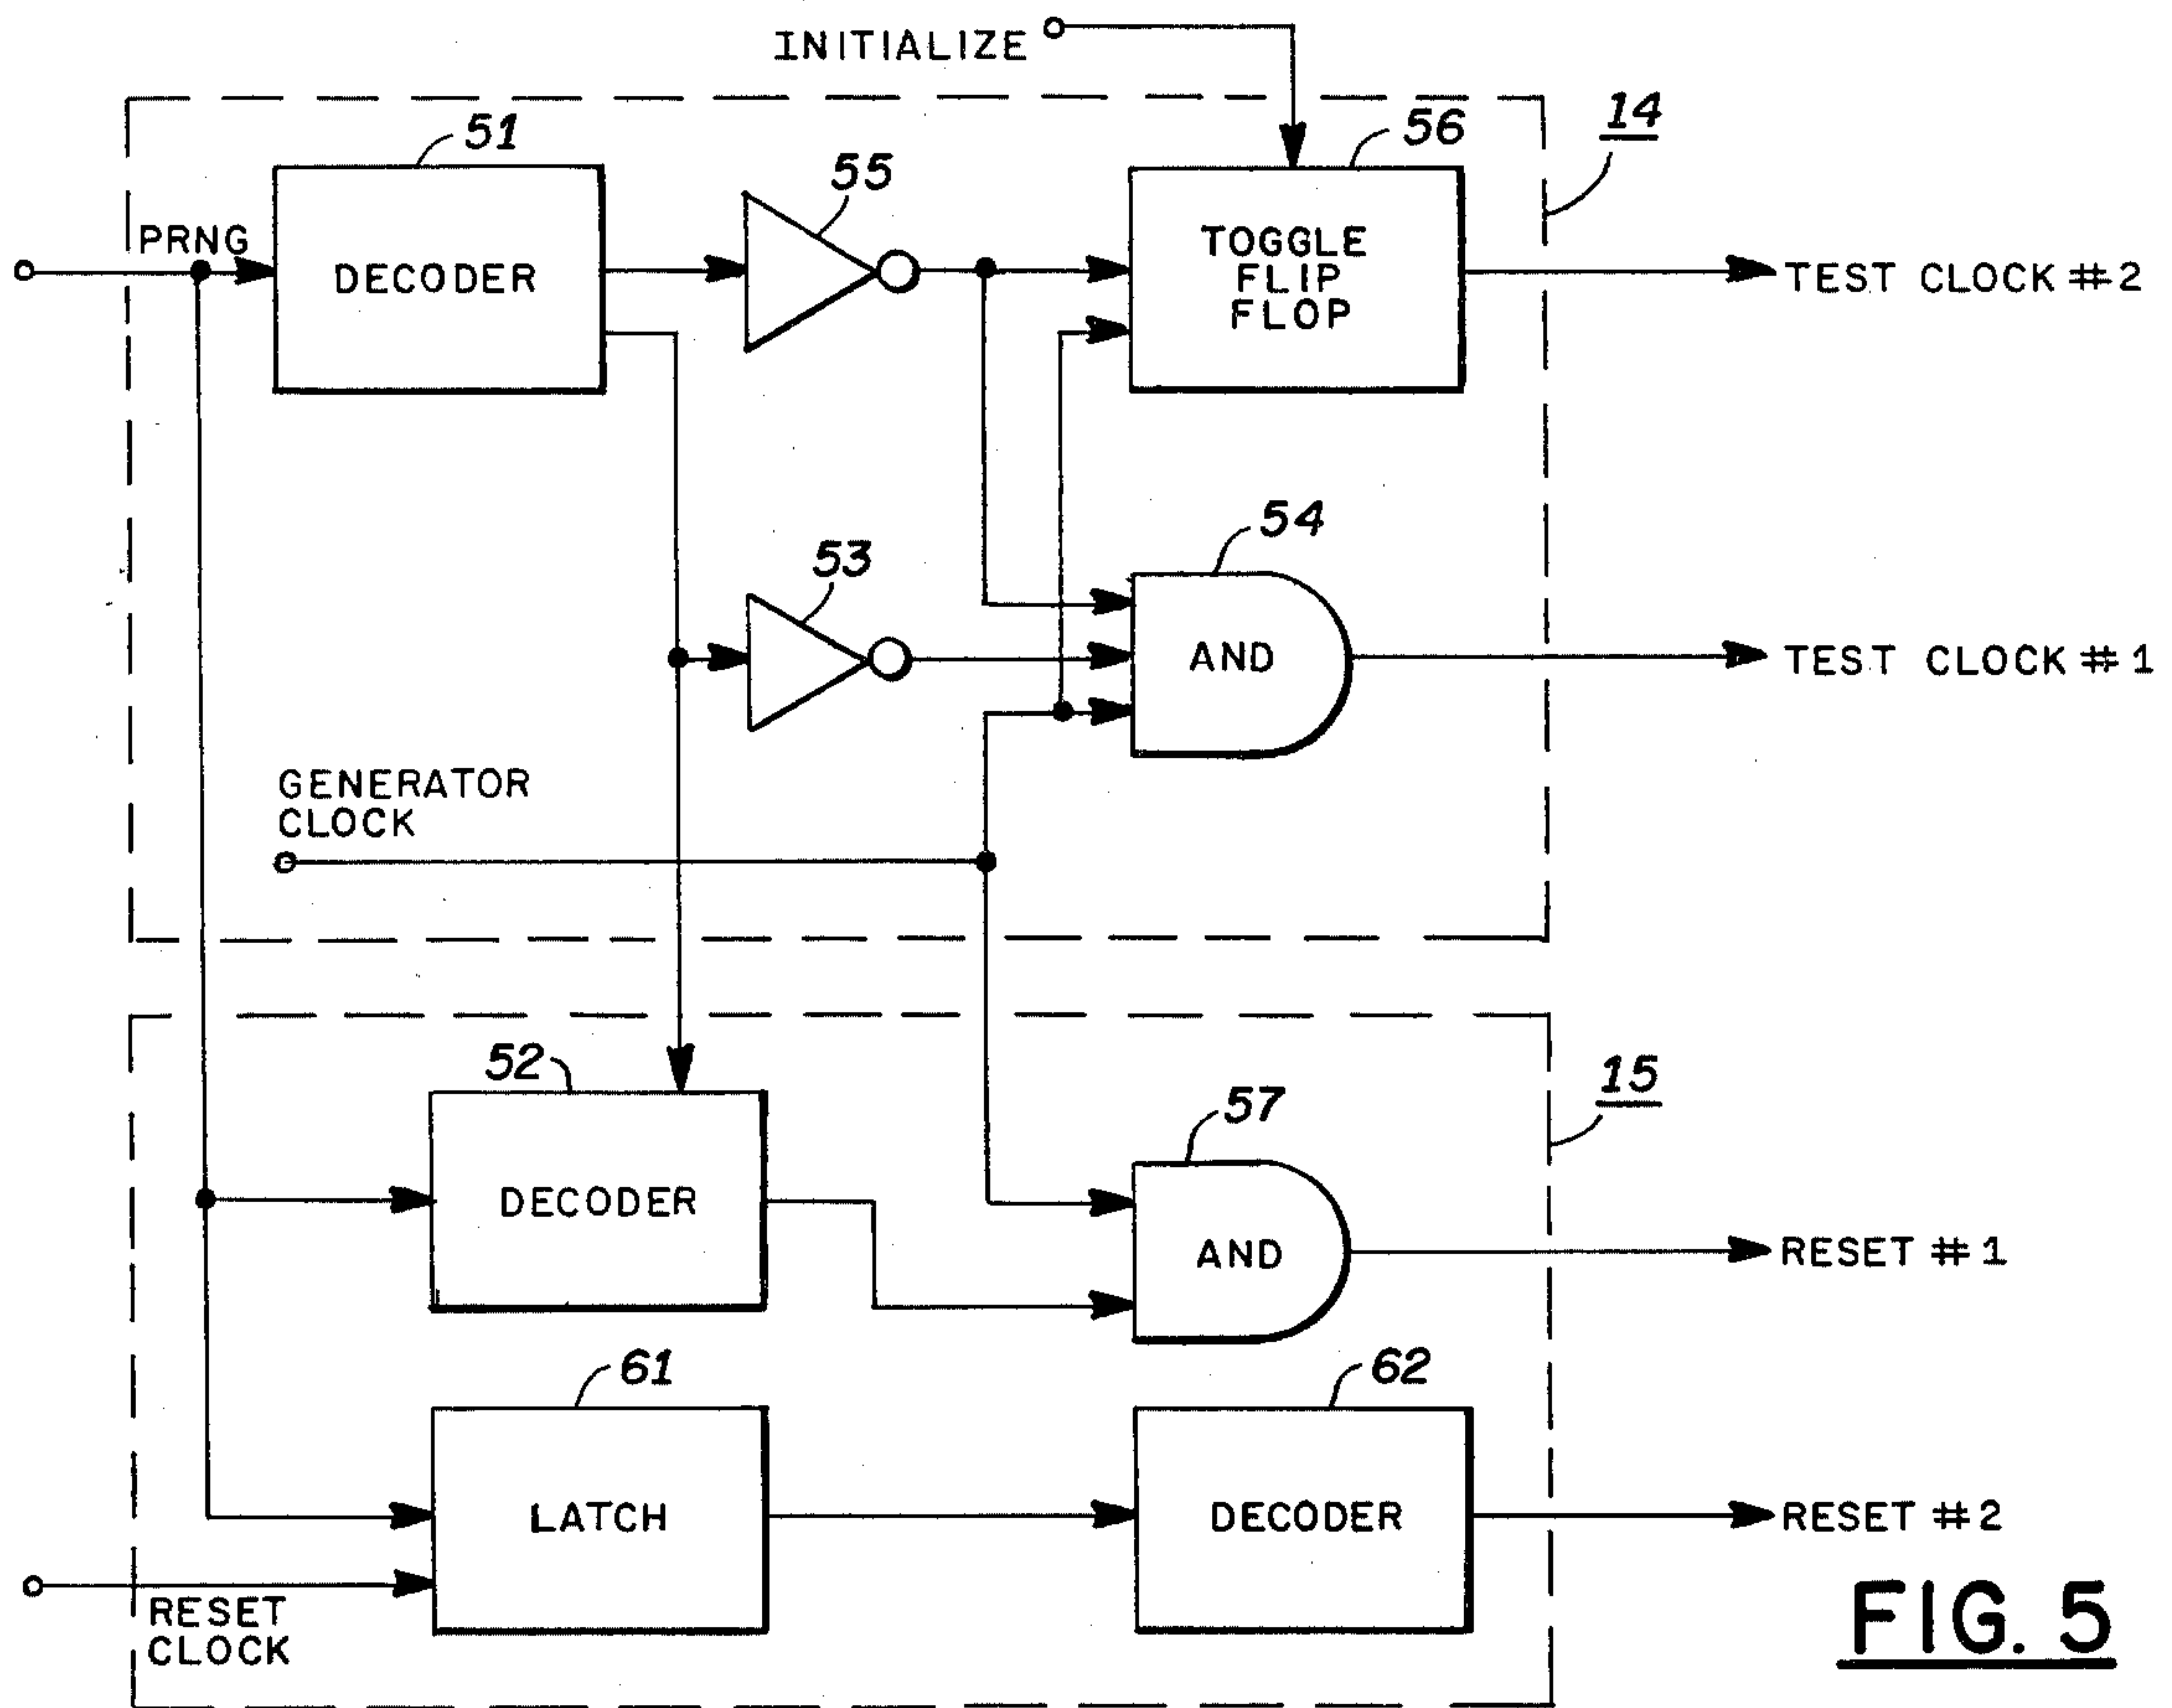 INITIALIZE
14
51
56
55
PRNG
DECODER
TOGGLE
FLIP
FLOP
TEST CLOCK #2
54
53
AND
TEST CLOCK #1
GENERATOR
CLOCK
52
15
57
DECODER
AND
RESET #1
61
62
LATCH
DECODER
RESET #2
RESET
CLOCK
FIG. 5